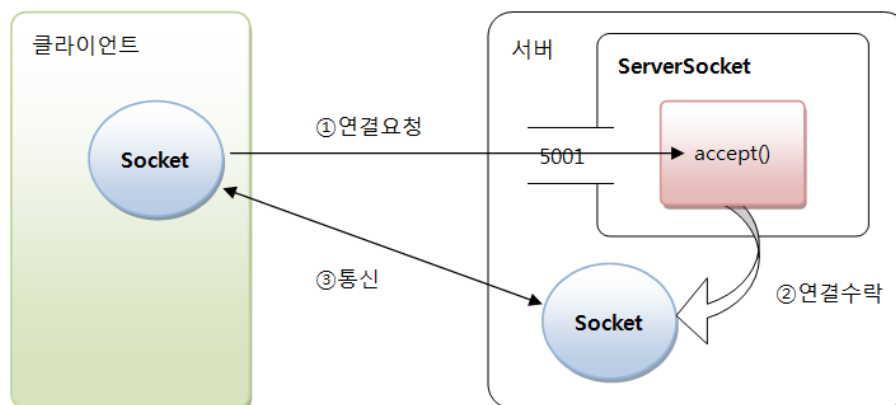 클라이언트
서버
ServerSocket
①연결요청
Socket
5001
accept()
③통신
②연결수락
Socket